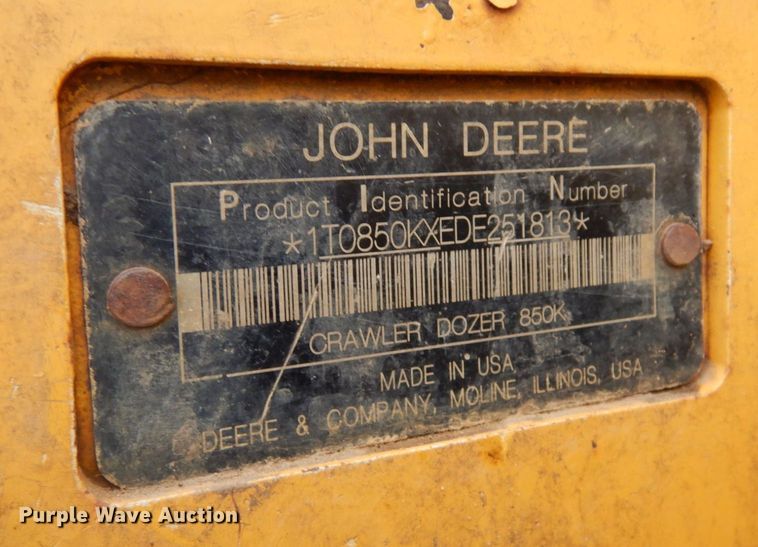 JOHN DEERE
Product Identification Number
*1T0850KXEDE251813*
CRAWLER DOZER 850K
MADE IN USA
DEERE & COMPANY, MOLINE, ILLINOIS, USA
Purple Wave Auction